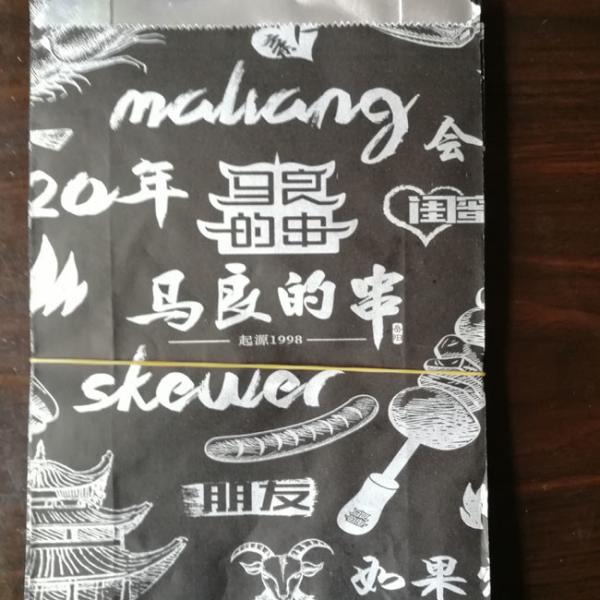 maliang
会
20年
马良
的串
闺蜜
马良的串
起源1998
skewer
朋友
如果